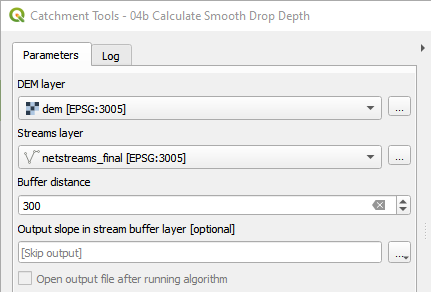 Catchment Tools - 04b Calculate Smooth Drop Depth
Parameters
Log
DEM layer
dem [EPSG:3005]
...
Streams layer
netstreams_final [EPSG:3005]
...
Buffer distance
300
Output slope in stream buffer layer [optional]
[Skip output]
...
Open output file after running algorithm